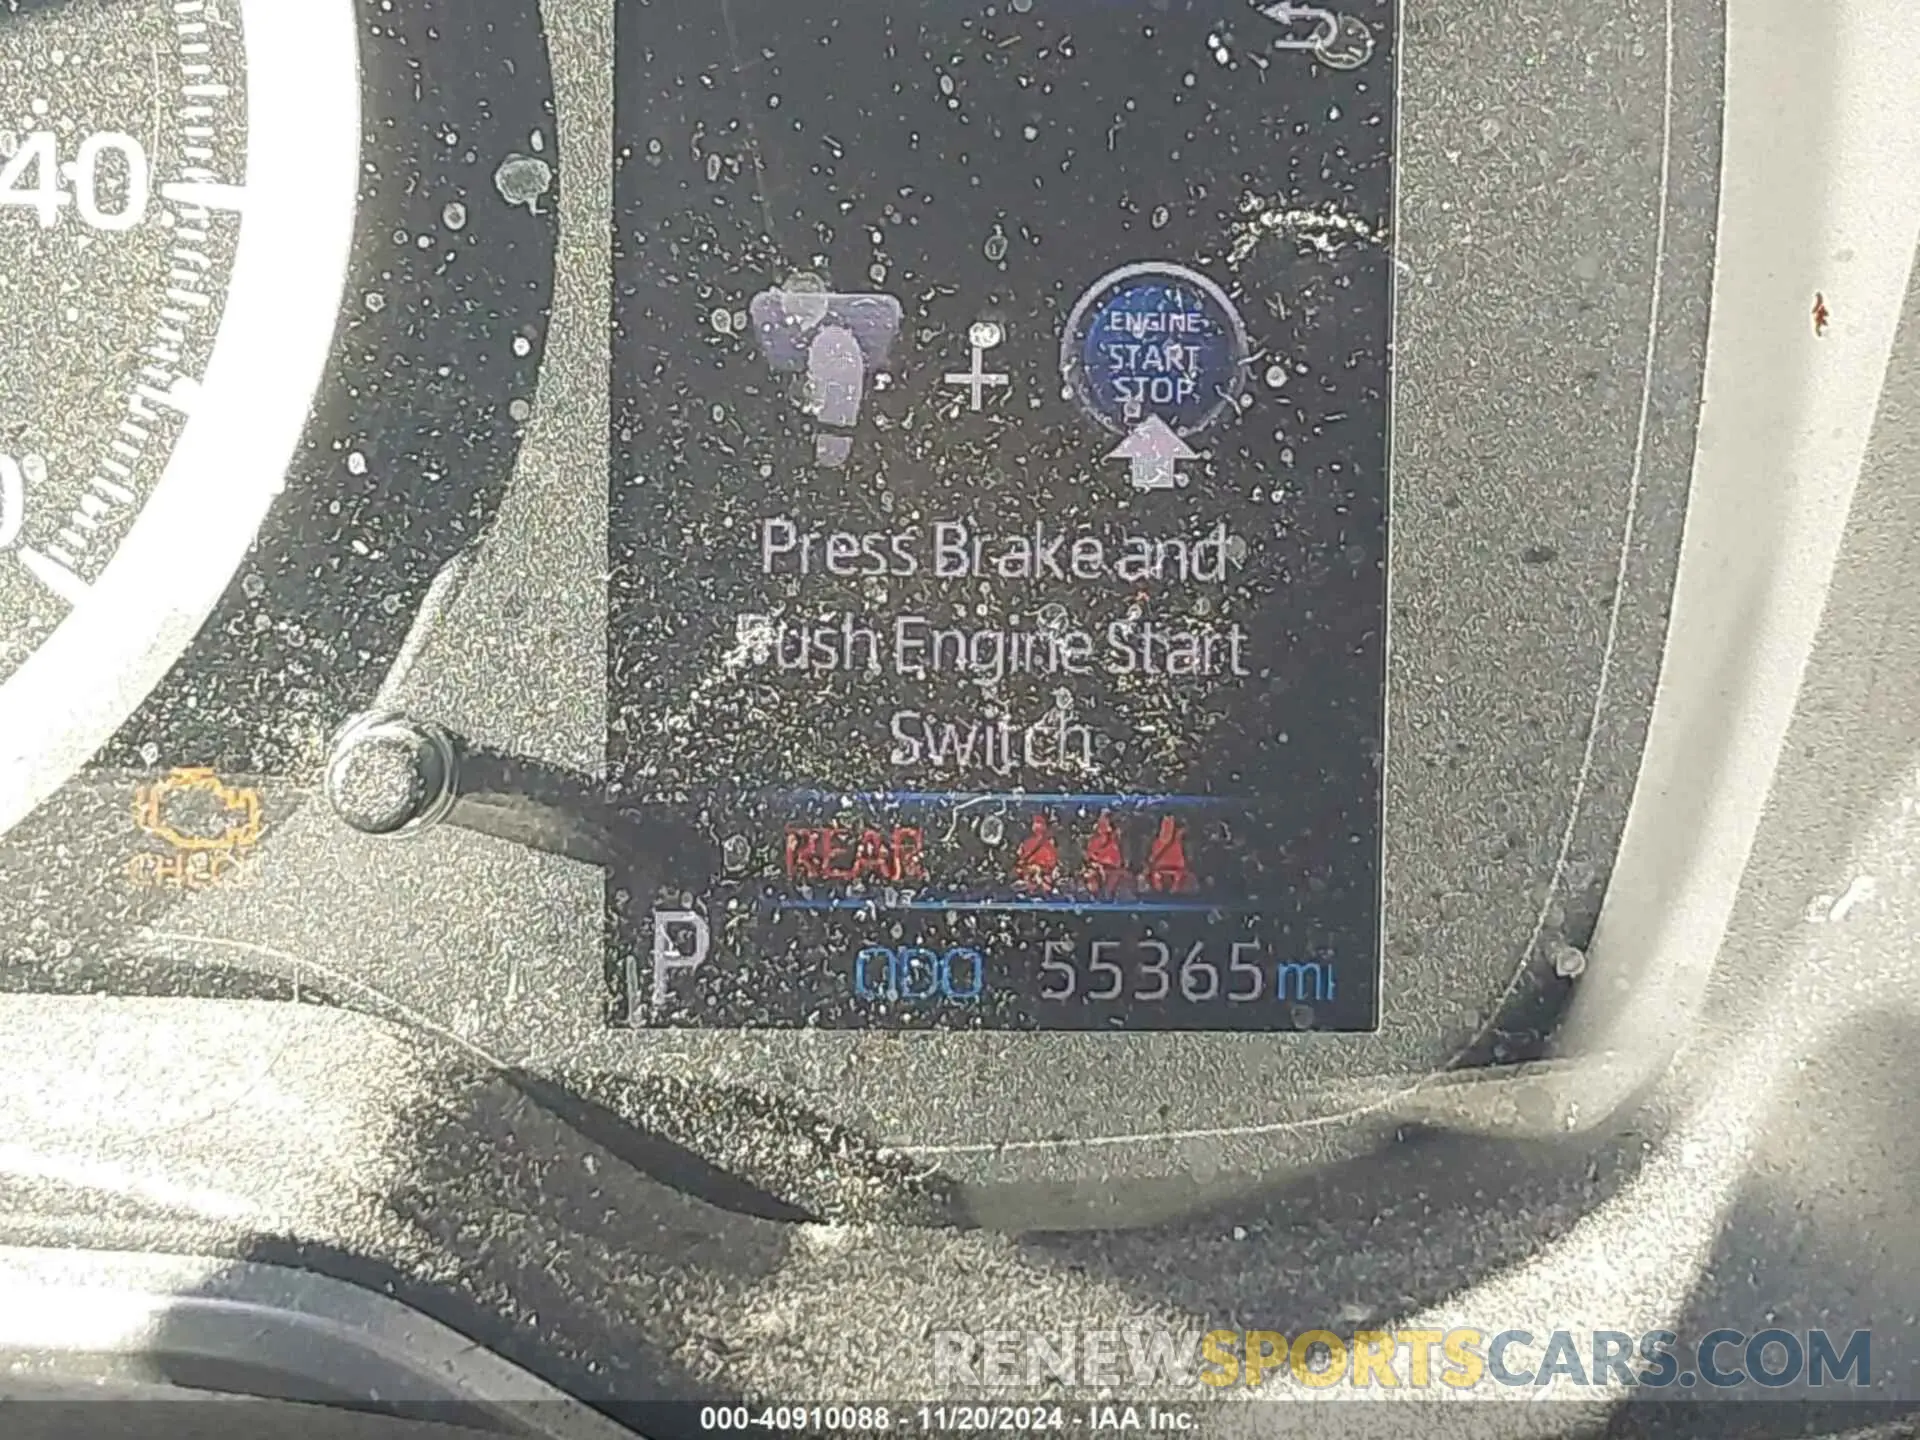 40
0
ENGINE
START
STOP
Press Brake and
Push Engine Start
Switch
CHECK
REAR
P ODO 55365 mi
RENEWSPORTSCARS.COM
000-40910088 - 11/20/2024 - IAA Inc.